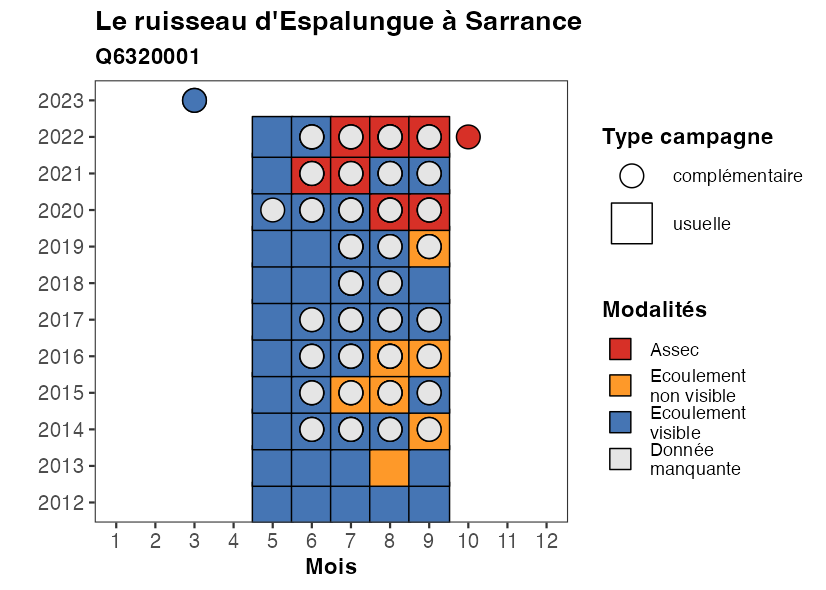 Le ruisseau d'Espalungue à Sarrance
Q6320001
2023
2022
2021
2020
2019
2018
2017
2016
2015
2014
2013
2012
1 2 3 4 5 6 7 8 9 10 11 12
Mois
Type campagne
complémentaire
usuelle
Modalités
Assec
Ecoulement
non visible
Ecoulement
visible
Donnée
manquante